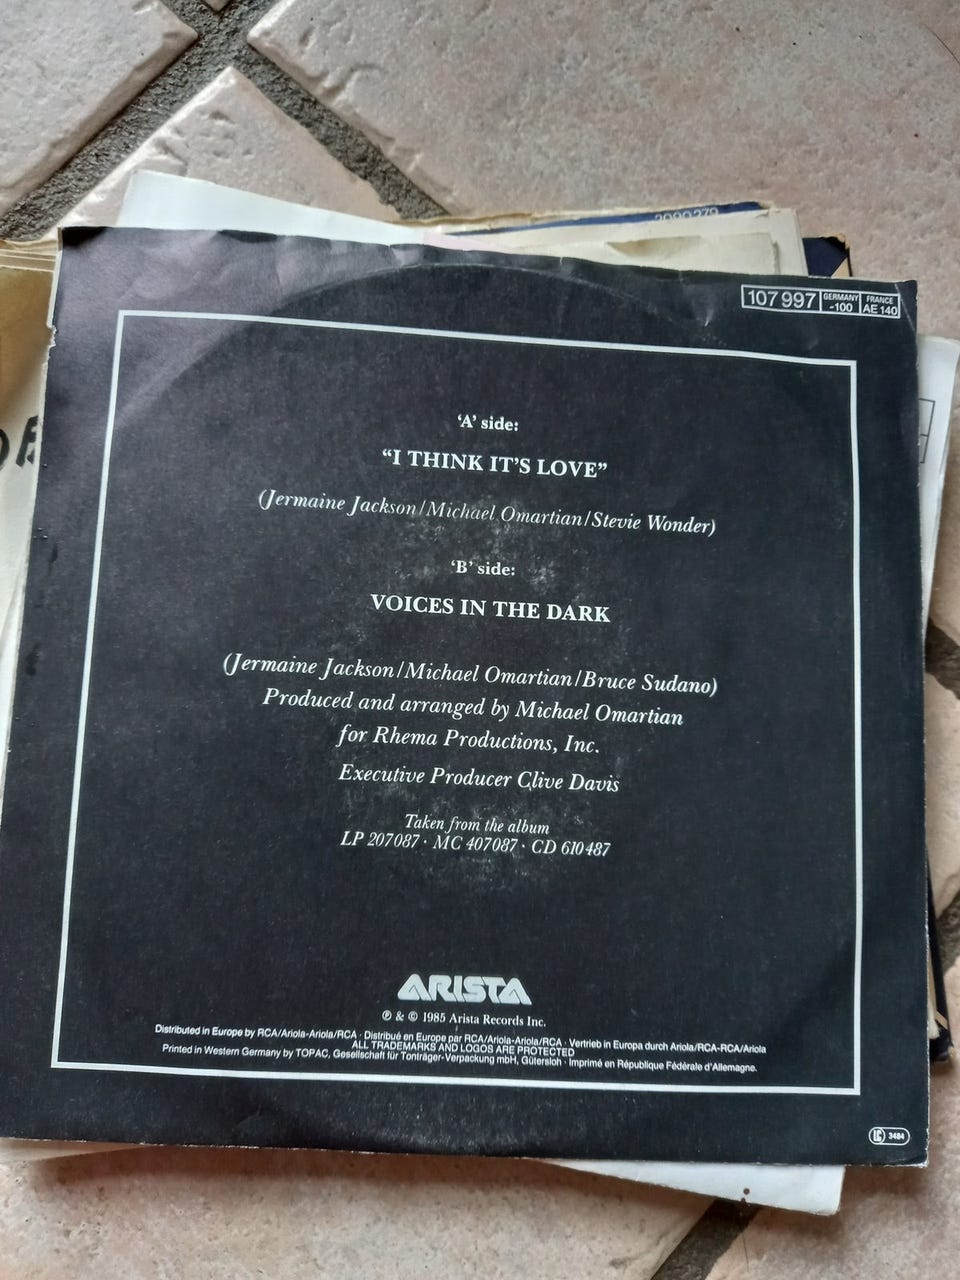 2090279
107 997 GERMANY -100 FRANCE AE 140
'A' side:
“I THINK IT'S LOVE”
(Jermaine Jackson/Michael Omartian/Stevie Wonder)
'B' side:
VOICES IN THE DARK
(Jermaine Jackson/Michael Omartian/Bruce Sudano)
Produced and arranged by Michael Omartian
for Rhema Productions, Inc.
Executive Producer Clive Davis
Taken from the album
LP 207087 · MC 407087 · CD 610487
ARISTA
℗ & © 1985 Arista Records Inc.
Distributed in Europe by RCA/Ariola-Ariola/RCA · Distribué en Europe par RCA/Ariola-Ariola/RCA · Vertrieb in Europa durch Ariola/RCA-RCA/Ariola
ALL TRADEMARKS AND LOGOS ARE PROTECTED
Printed in Western Germany by TOPAC, Gesellschaft für Tonträger-Verpackung mbH, Gütersloh · Imprimé en République Fédérale d'Allemagne.
LC 3484